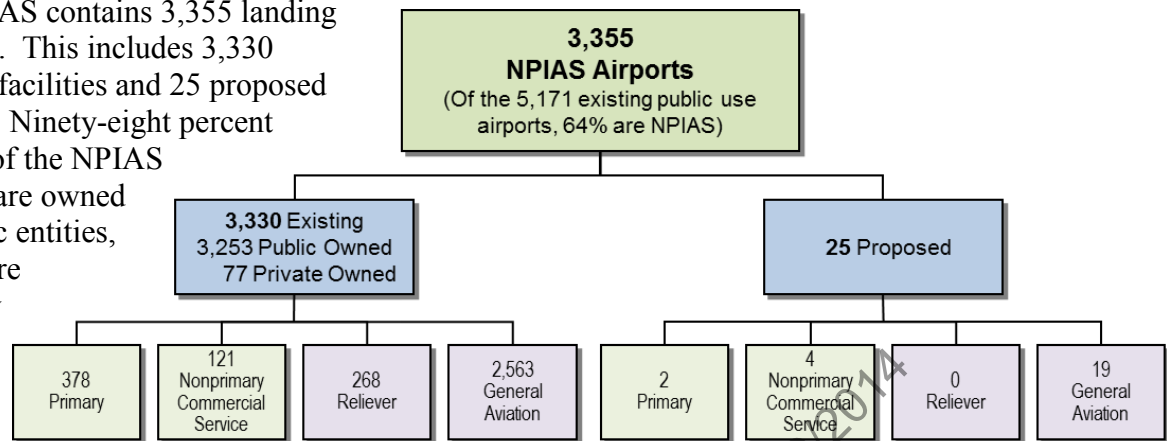 AS contains 3,355 landing
. This includes 3,330
facilities and 25 proposed
Ninety-eight percent
of the NPIAS
are owned
c entities,
re
3,355
NPIAS Airports
(Of the 5,171 existing public use
airports, 64% are NPIAS)
3,330 Existing
3,253 Public Owned
77 Private Owned
25 Proposed
378
Primary
121
Nonprimary
Commercial
Service
268
Reliever
2,563
General
Aviation
2
Primary
4
Nonprimary
Commercial
Service
0
Reliever
19
General
Aviation
/2014